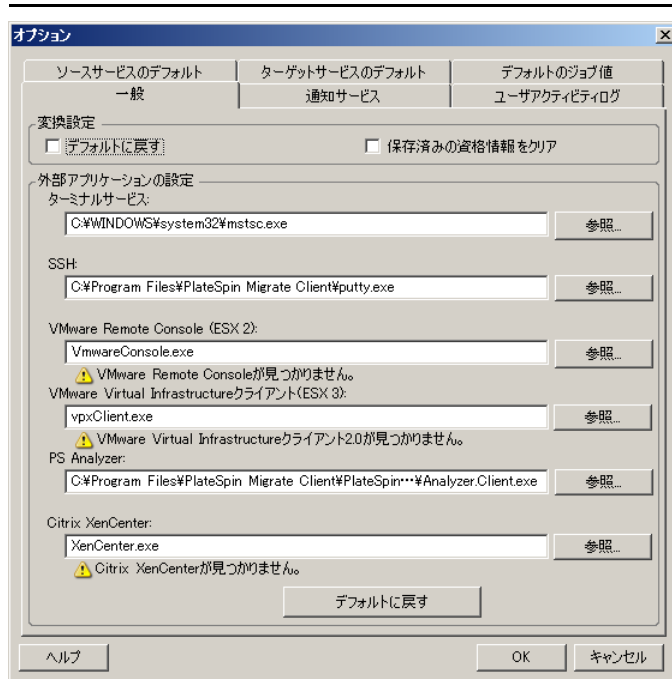 オプション
ソースサービスのデフォルト ターゲットサービスのデフォルト デフォルトのジョブ値
一般 通知サービス ユーザアクティビティログ
変換設定
デフォルトに戻す 保存済みの資格情報をクリア
外部アプリケーションの設定
ターミナルサービス:
C:¥WINDOWS¥system32¥mstsc.exe 参照...
SSH:
C:¥Program Files¥PlateSpin Migrate Client¥putty.exe 参照...
VMware Remote Console (ESX 2):
VmwareConsole.exe 参照...
VMware Remote Consoleが見つかりません。
VMware Virtual Infrastructureクライアント(ESX 3):
vpxClient.exe 参照...
VMware Virtual Infrastructureクライアント2.0が見つかりません。
PS Analyzer:
C:¥Program Files¥PlateSpin Migrate Client¥PlateSpin···¥Analyzer.Client.exe 参照...
Citrix XenCenter:
XenCenter.exe 参照...
Citrix XenCenterが見つかりません。
デフォルトに戻す
ヘルプ OK キャンセル